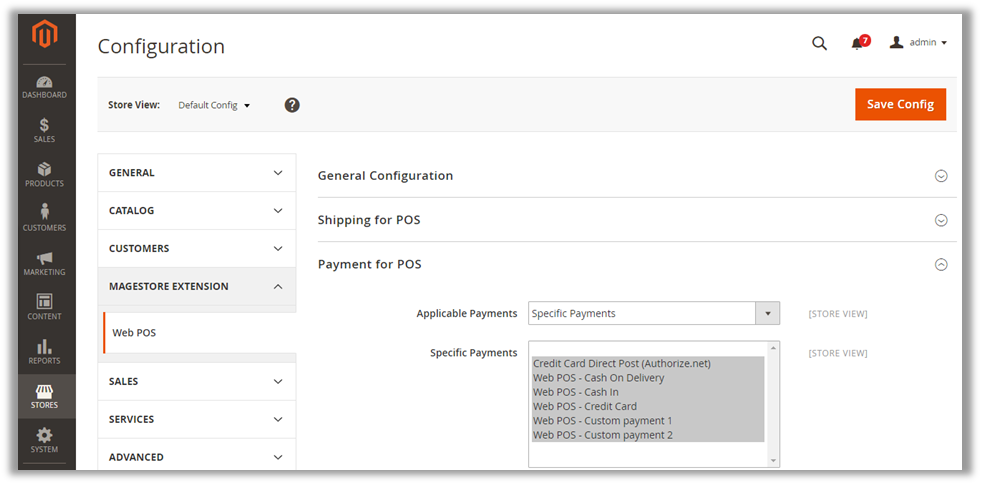 Configuration
7
admin
Store View: Default Config ?
Save Config
DASHBOARD
SALES
PRODUCTS
CUSTOMERS
MARKETING
CONTENT
REPORTS
STORES
SYSTEM
GENERAL
CATALOG
CUSTOMERS
MAGESTORE EXTENSION
Web POS
SALES
SERVICES
ADVANCED
General Configuration
Shipping for POS
Payment for POS
Applicable Payments Specific Payments [STORE VIEW]
Specific Payments [STORE VIEW]
Credit Card Direct Post (Authorize.net)
Web POS - Cash On Delivery
Web POS - Cash In
Web POS - Credit Card
Web POS - Custom payment 1
Web POS - Custom payment 2